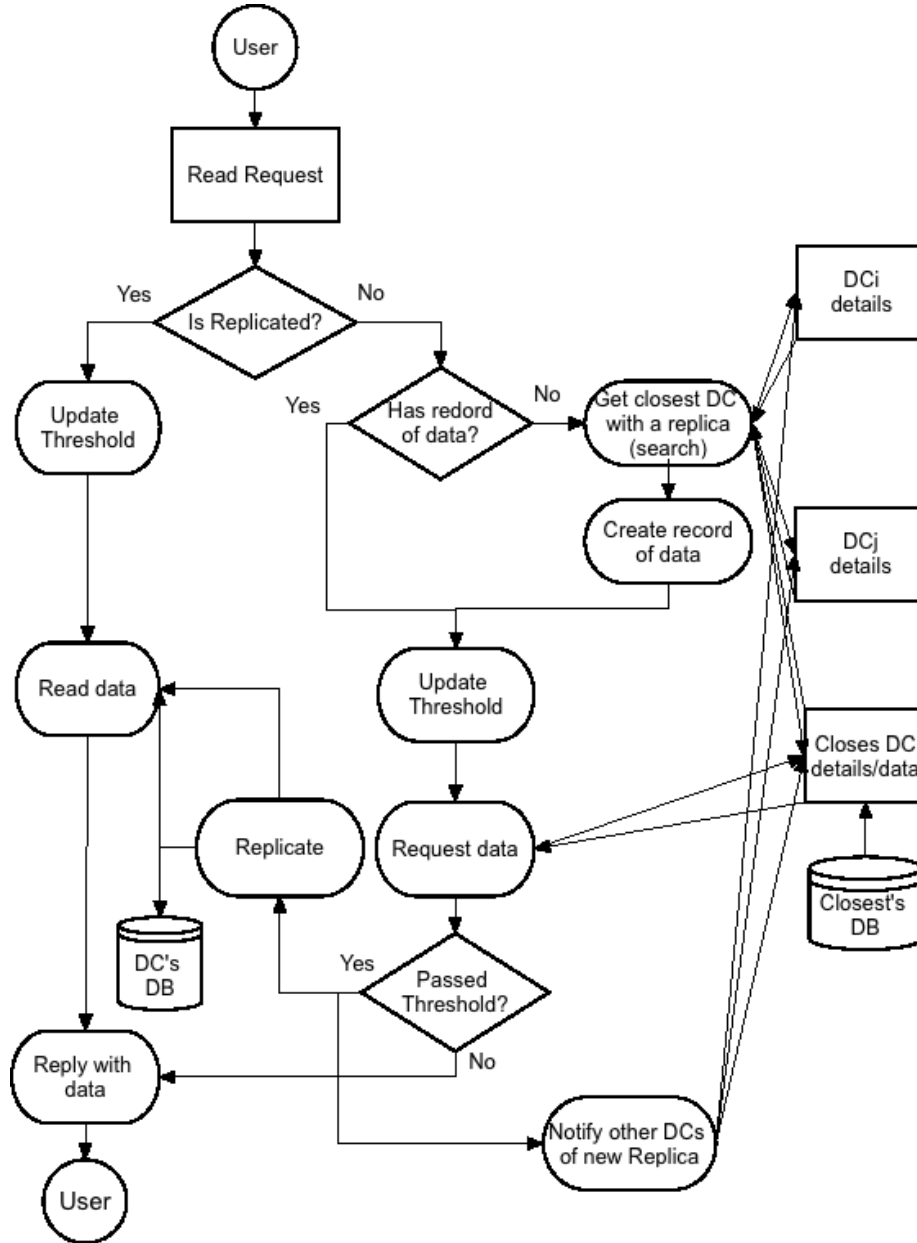 User
Read Request
Yes
No
Is Replicated?
DCi
details
Update
Threshold
Yes
Has redord
of data?
No
Get closest DC
with a replica
(search)
Create record
of data
DCj
details
Read data
Update
Threshold
Closes DC
details/data
Replicate
Request data
Closest's
DB
DC's
DB
Yes
Passed
Threshold?
No
Reply with
data
Notify other DCs
of new Replica
User